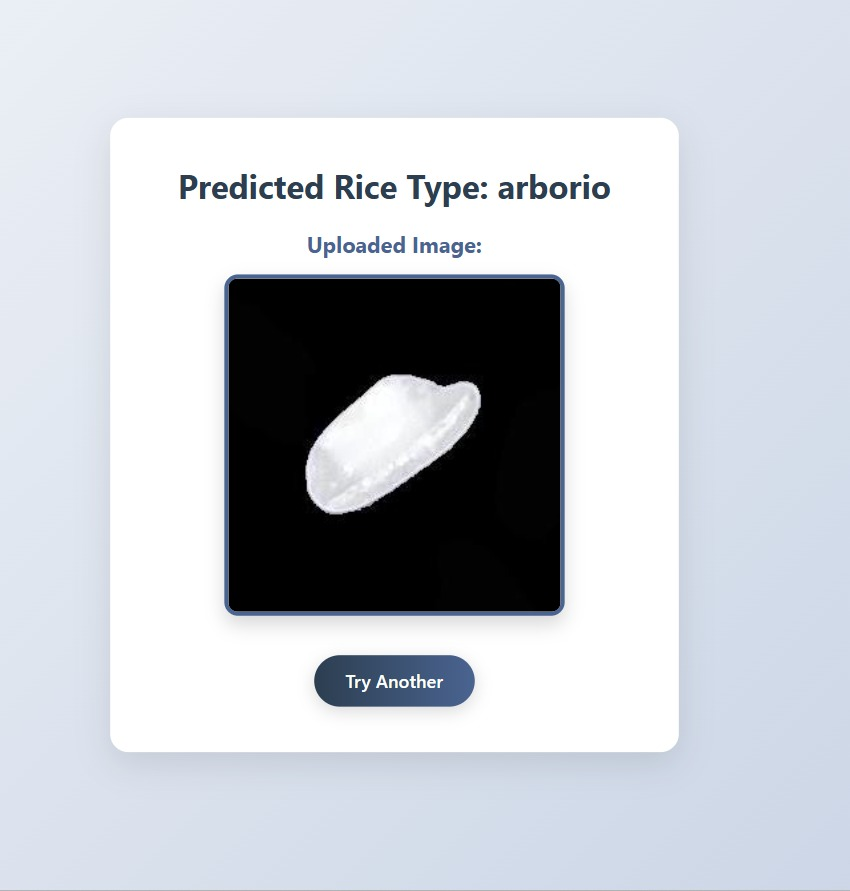 Predicted Rice Type: arborio
Uploaded Image:
Try Another